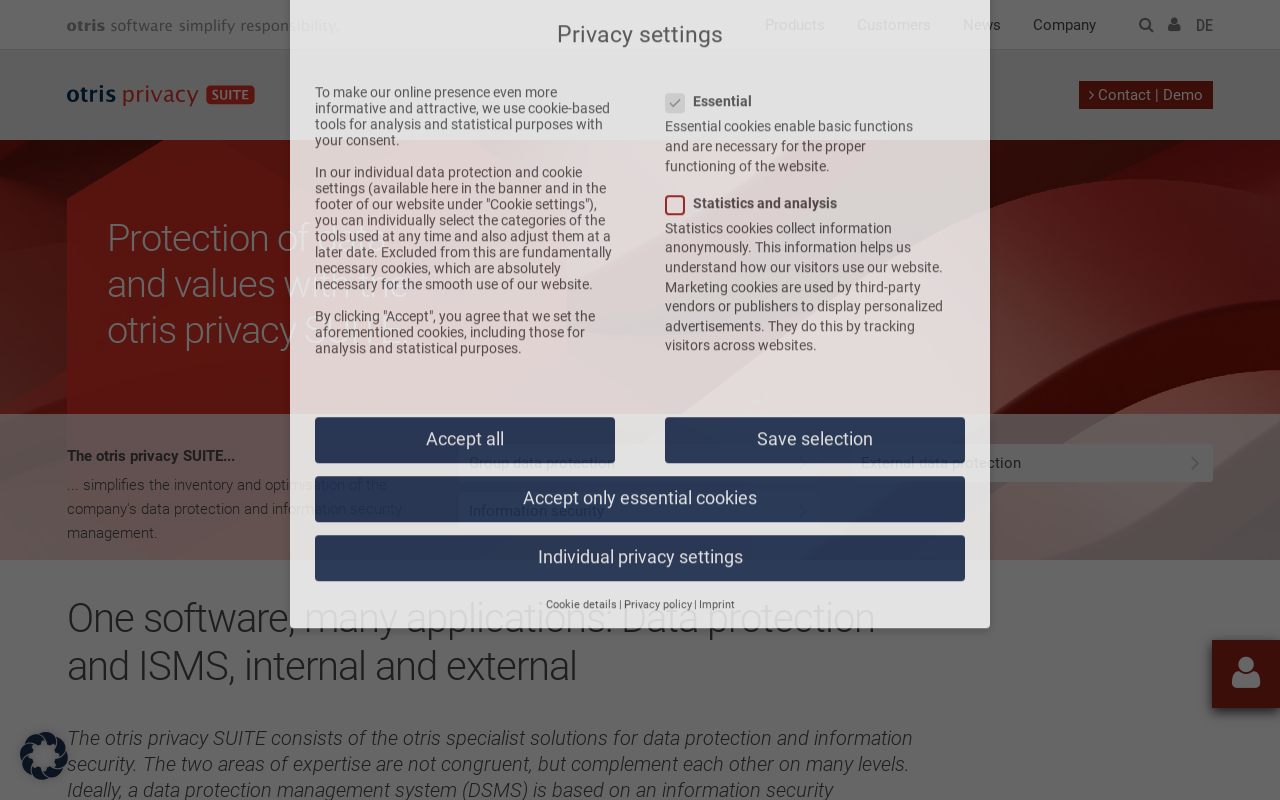 otris software simplify responsibility.
Products
Customers
News
Company
DE
otris privacy SUITE
Contact | Demo
Privacy settings
To make our online presence even more
informative and attractive, we use cookie-based
tools for analysis and statistical purposes with
your consent.
In our individual data protection and cookie
settings (available here in the banner and in the
footer of our website under "Cookie settings"),
you can individually select the categories of the
tools used at any time and also adjust them at a
later date. Excluded from this are fundamentally
necessary cookies, which are absolutely
necessary for the smooth use of our website.
By clicking "Accept", you agree that we set the
aforementioned cookies, including those for
analysis and statistical purposes.
Essential
Essential cookies enable basic functions
and are necessary for the proper
functioning of the website.
Statistics and analysis
Statistics cookies collect information
anonymously. This information helps us
understand how our visitors use our website.
Marketing cookies are used by third-party
vendors or publishers to display personalized
advertisements. They do this by tracking
visitors across websites.
Accept all
Save selection
Accept only essential cookies
Individual privacy settings
Cookie details | Privacy policy | Imprint
Protection of
and values with the
otris privacy
The otris privacy SUITE...
... simplifies the inventory and optimisation of the
company's data protection and information security
management.
Group data protection
External data protection
Information security
One software, many applications: Data protection
and ISMS, internal and external
The otris privacy SUITE consists of the otris specialist solutions for data protection and information
security. The two areas of expertise are not congruent, but complement each other on many levels.
Ideally, a data protection management system (DSMS) is based on an information security